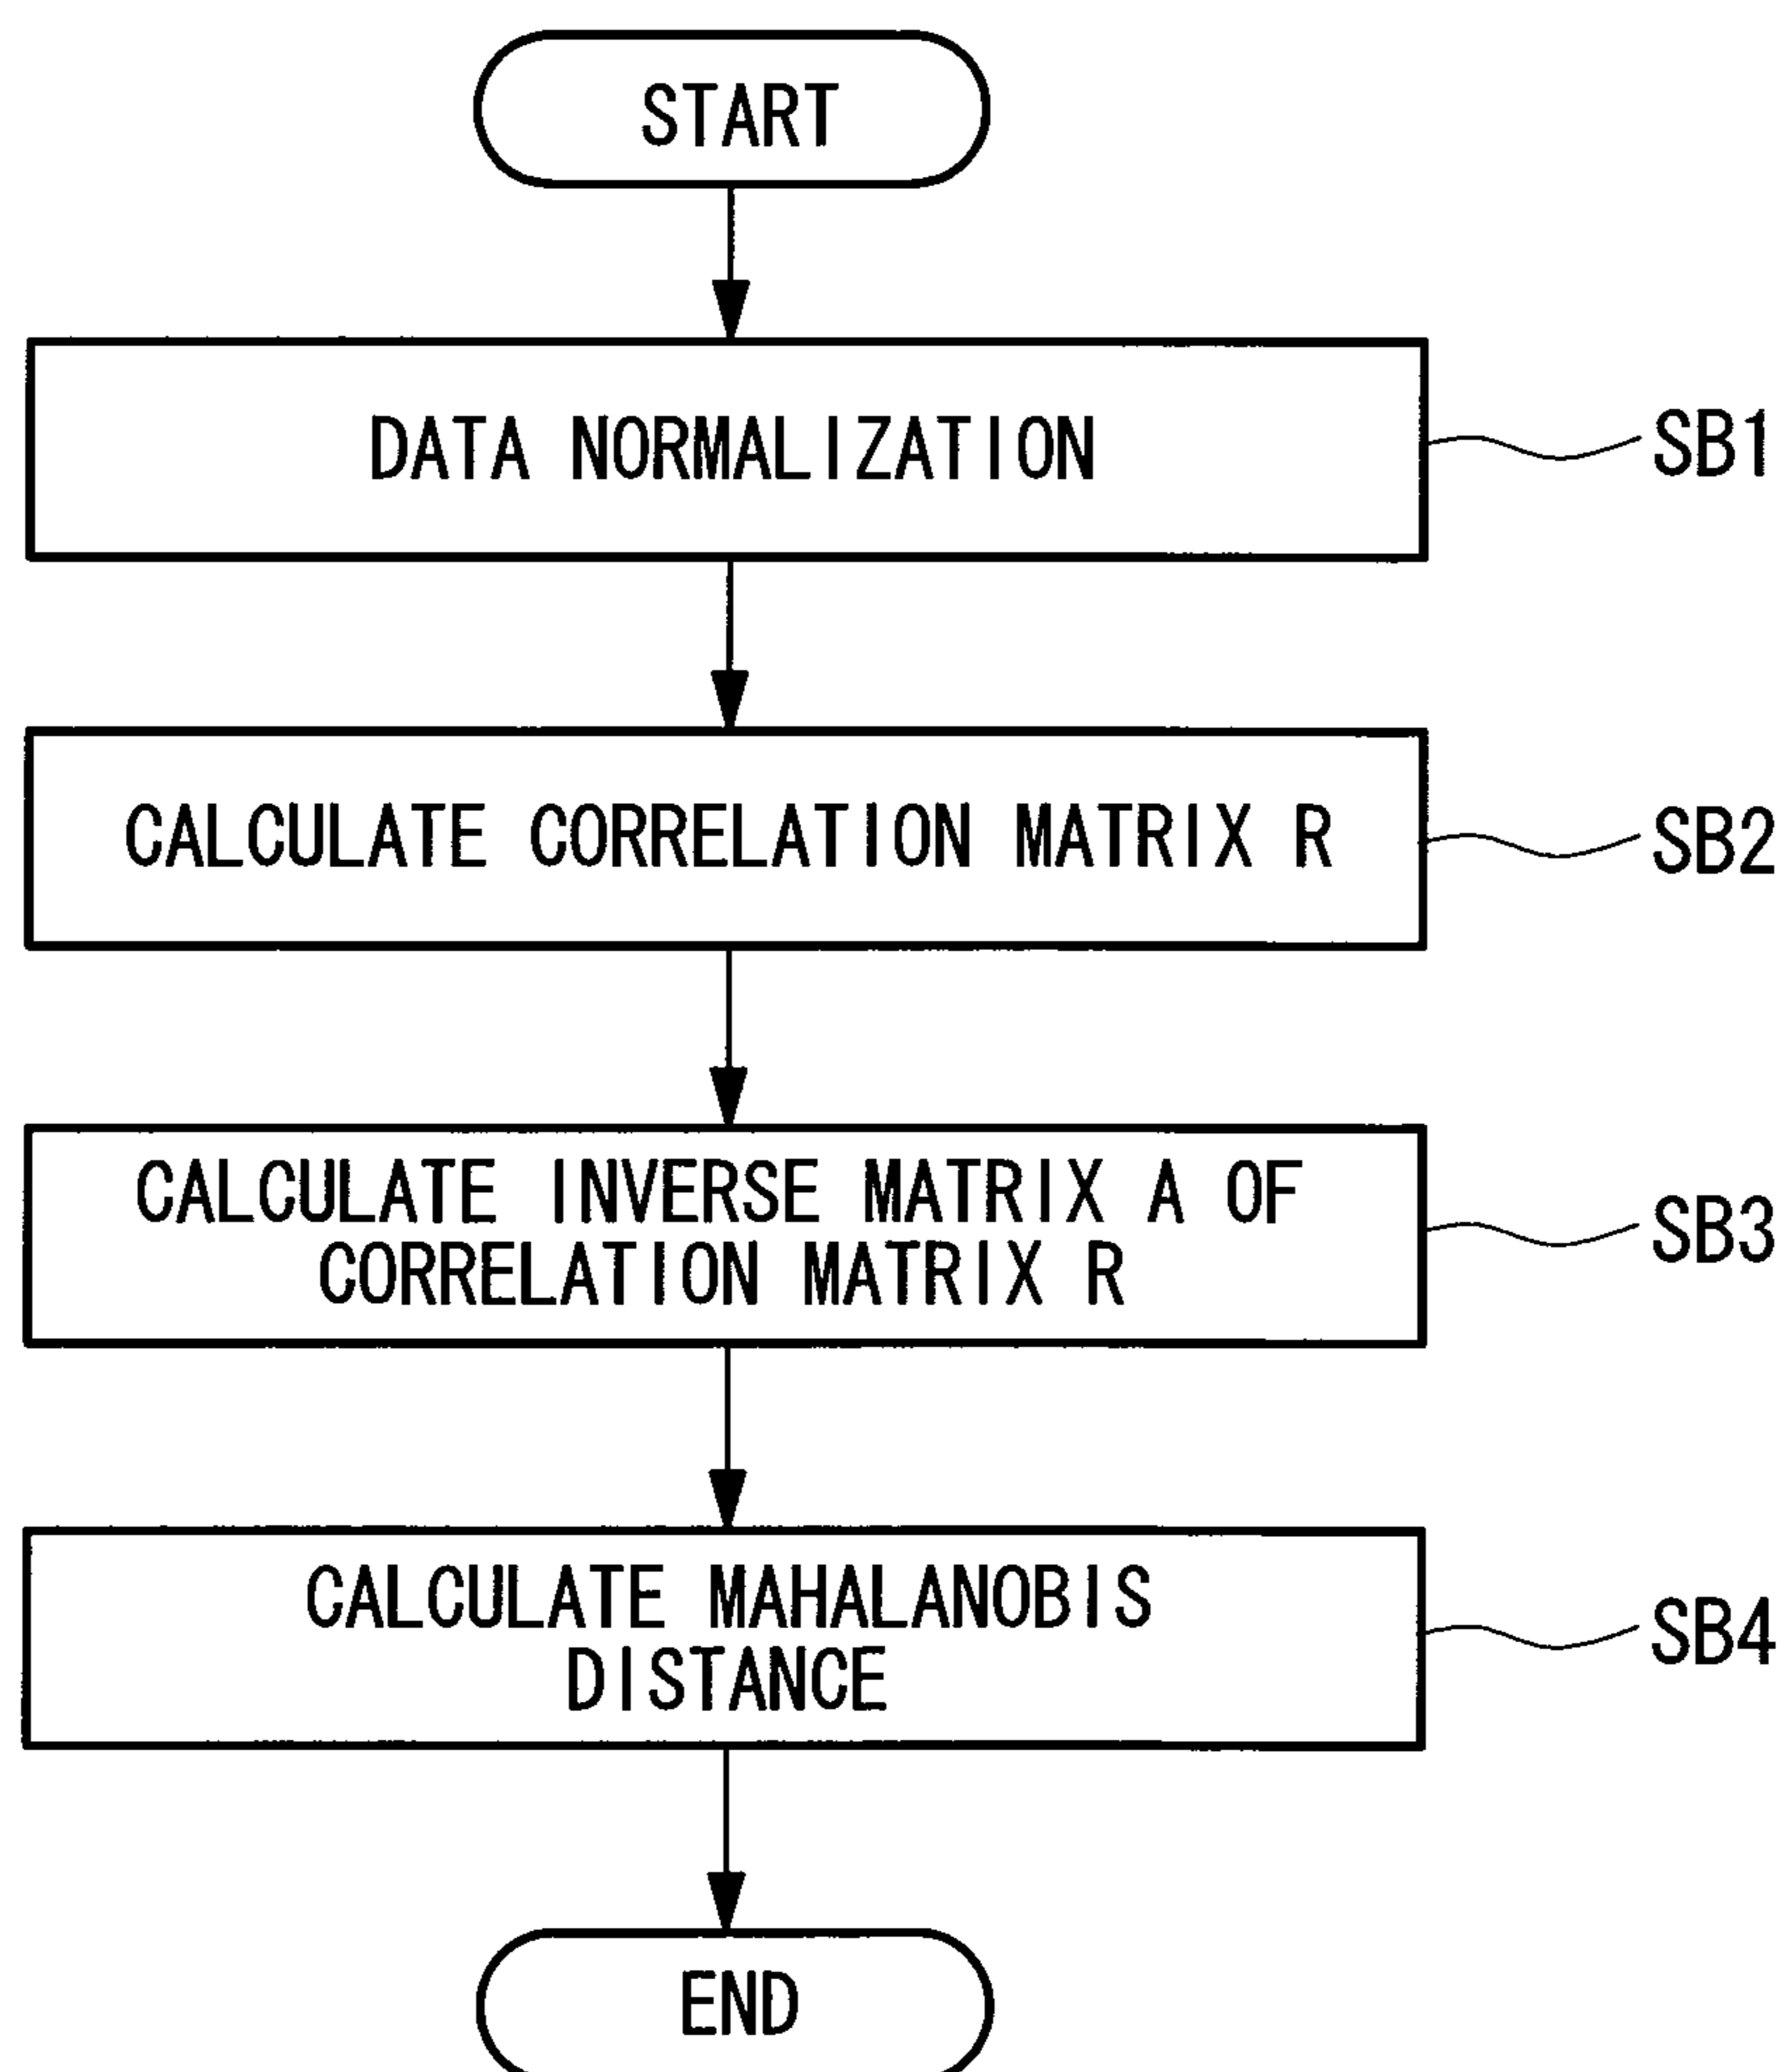 START
DATA NORMALIZATION
SB1
CALCULATE CORRELATION MATRIX R
SB2
CALCULATE INVERSE MATRIX A OF
CORRELATION MATRIX R
SB3
CALCULATE MAHALANOBIS
DISTANCE
SB4
END